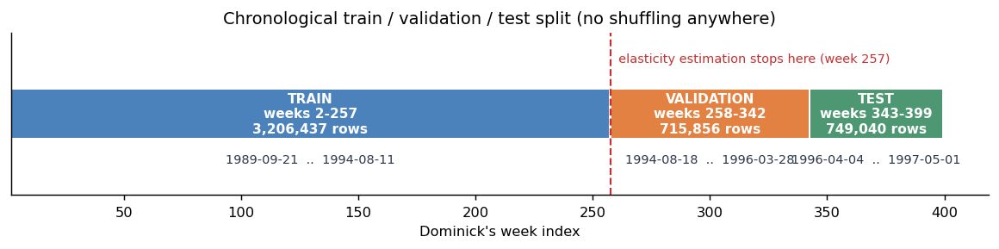 Chronological train / validation / test split (no shuffling anywhere)
elasticity estimation stops here (week 257)
TRAIN
weeks 2-257
3,206,437 rows
VALIDATION
weeks 258-342
715,856 rows
TEST
weeks 343-399
749,040 rows
1989-09-21 .. 1994-08-11
1994-08-18 .. 1996-03-28
1996-04-04 .. 1997-05-01
50 100 150 200 250 300 350 400
Dominick's week index